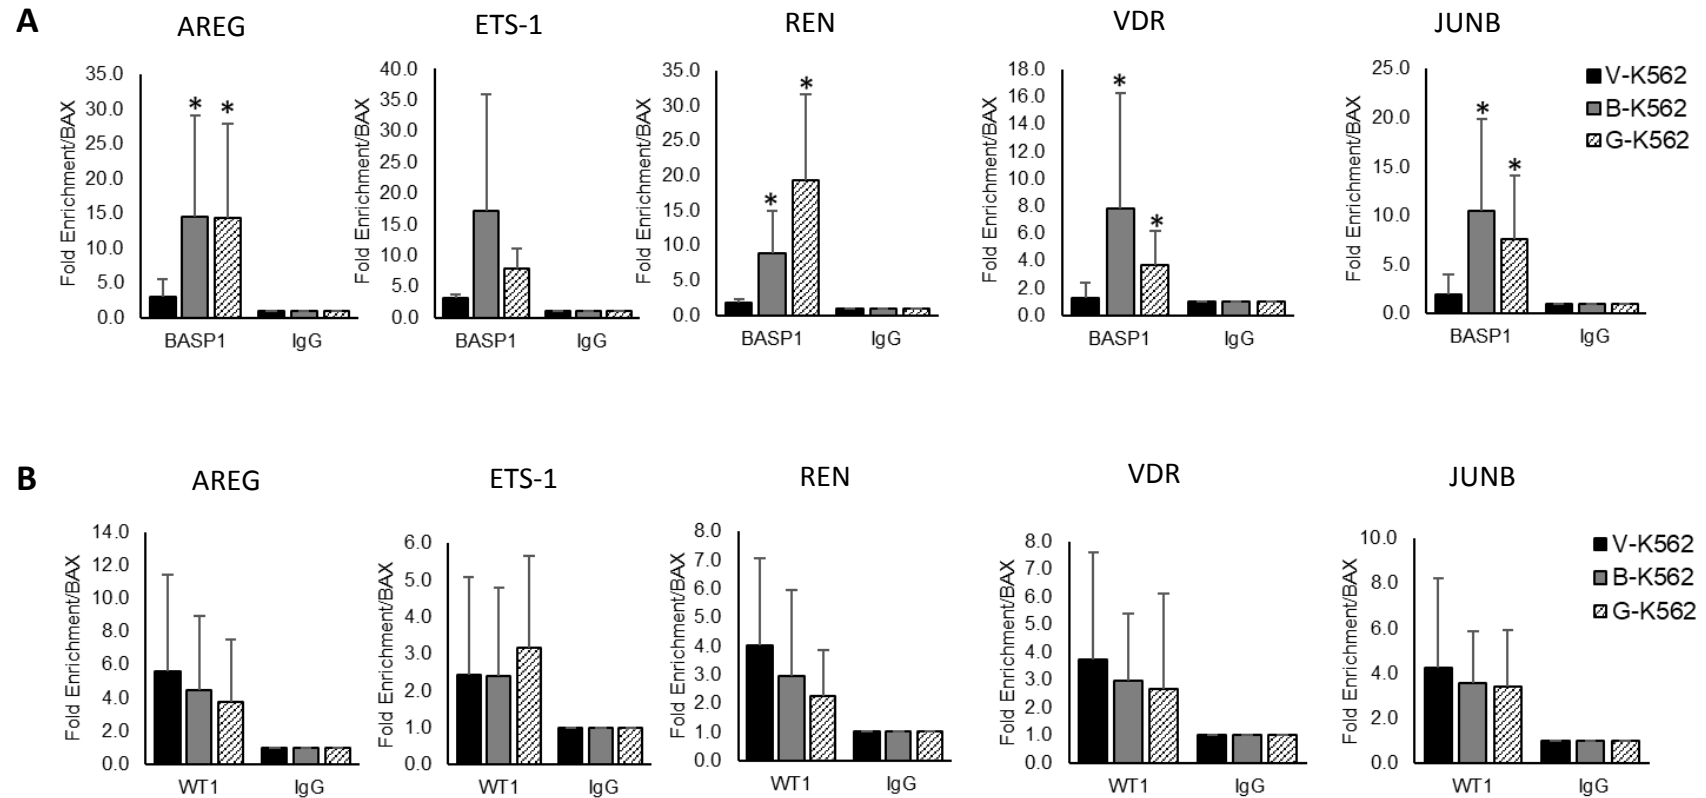 A
AREG
ETS-1
REN
VDR
JUNB
Fold Enrichment/BAX
35.0
30.0
25.0
20.0
15.0
10.0
5.0
0.0
* *
BASP1 IgG
Fold Enrichment/BAX
40.0
35.0
30.0
25.0
20.0
15.0
10.0
5.0
0.0
BASP1 IgG
Fold Enrichment/BAX
35.0
30.0
25.0
20.0
15.0
10.0
5.0
0.0
* *
BASP1 IgG
Fold Enrichment/BAX
18.0
16.0
14.0
12.0
10.0
8.0
6.0
4.0
2.0
0.0
* *
BASP1 IgG
Fold Enrichment/BAX
25.0
20.0
15.0
10.0
5.0
0.0
* *
BASP1 IgG
V-K562
B-K562
G-K562
B
AREG
ETS-1
REN
VDR
JUNB
Fold Enrichment/BAX
14.0
12.0
10.0
8.0
6.0
4.0
2.0
0.0
WT1 IgG
Fold Enrichment/BAX
6.0
5.0
4.0
3.0
2.0
1.0
0.0
WT1 IgG
Fold Enrichment/BAX
8.0
7.0
6.0
5.0
4.0
3.0
2.0
1.0
0.0
WT1 IgG
Fold Enrichment/BAX
8.0
7.0
6.0
5.0
4.0
3.0
2.0
1.0
0.0
WT1 IgG
Fold Enrichment/BAX
10.0
8.0
6.0
4.0
2.0
0.0
WT1 IgG
V-K562
B-K562
G-K562